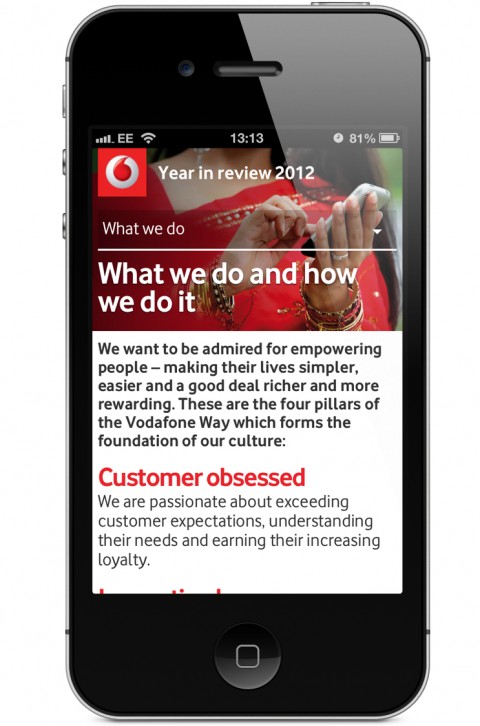 EE 13:13 81%
Year in review 2012
What we do
What we do and how
we do it
We want to be admired for empowering
people – making their lives simpler,
easier and a good deal richer and more
rewarding. These are the four pillars of
the Vodafone Way which forms the
foundation of our culture:
Customer obsessed
We are passionate about exceeding
customer expectations, understanding
their needs and earning their increasing
loyalty.